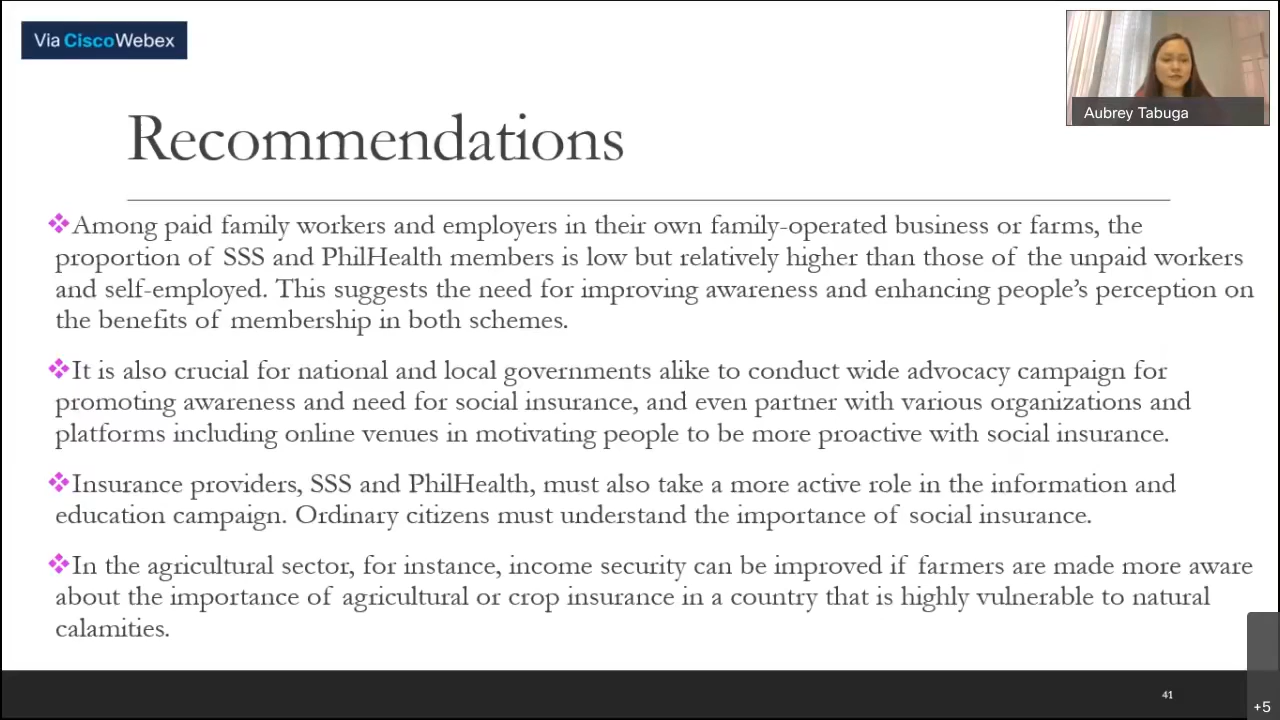 Via CiscoWebex
Aubrey Tabuga
Recommendations
Among paid family workers and employers in their own family-operated business or farms, the
proportion of SSS and PhilHealth members is low but relatively higher than those of the unpaid workers
and self-employed. This suggests the need for improving awareness and enhancing people’s perception on
the benefits of membership in both schemes.
It is also crucial for national and local governments alike to conduct wide advocacy campaign for
promoting awareness and need for social insurance, and even partner with various organizations and
platforms including online venues in motivating people to be more proactive with social insurance.
Insurance providers, SSS and PhilHealth, must also take a more active role in the information and
education campaign. Ordinary citizens must understand the importance of social insurance.
In the agricultural sector, for instance, income security can be improved if farmers are made more aware
about the importance of agricultural or crop insurance in a country that is highly vulnerable to natural
calamities.
41
+5